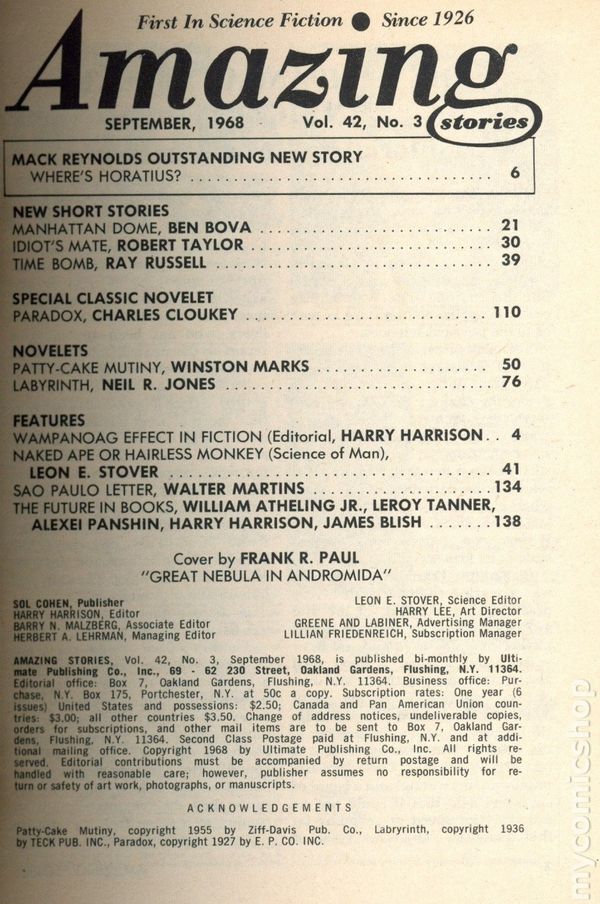 First In Science Fiction ● Since 1926
Amazing
stories
SEPTEMBER, 1968 Vol. 42, No. 3
MACK REYNOLDS OUTSTANDING NEW STORY
WHERE'S HORATIUS? . . . . . . . . . . . . . . . . . . . . . . . . . . . . . . . . . . 6
NEW SHORT STORIES
MANHATTAN DOME, BEN BOVA . . . . . . . . . . . . . . . . . . . . . . . . . . . 21
IDIOT'S MATE, ROBERT TAYLOR . . . . . . . . . . . . . . . . . . . . . . . . . . . 30
TIME BOMB, RAY RUSSELL . . . . . . . . . . . . . . . . . . . . . . . . . . . . . . 39
SPECIAL CLASSIC NOVELET
PARADOX, CHARLES CLOUKEY . . . . . . . . . . . . . . . . . . . . . . . . . . . 110
NOVELETS
PATTY-CAKE MUTINY, WINSTON MARKS . . . . . . . . . . . . . . . . . . . . 50
LABYRINTH, NEIL R. JONES . . . . . . . . . . . . . . . . . . . . . . . . . . . . . 76
FEATURES
WAMPANOAG EFFECT IN FICTION (Editorial, HARRY HARRISON . . 4
NAKED APE OR HAIRLESS MONKEY (Science of Man),
LEON E. STOVER . . . . . . . . . . . . . . . . . . . . . . . . . . . . . . . . . . . . 41
SAO PAULO LETTER, WALTER MARTINS . . . . . . . . . . . . . . . . . . . . 134
THE FUTURE IN BOOKS, WILLIAM ATHELING JR., LEROY TANNER,
ALEXEI PANSHIN, HARRY HARRISON, JAMES BLISH . . . . . . . 138
Cover by FRANK R. PAUL
"GREAT NEBULA IN ANDROMIDA"
SOL COHEN, Publisher
HARRY HARRISON, Editor
BARRY N. MALZBERG, Associate Editor
HERBERT A. LEHRMAN, Managing Editor
LEON E. STOVER, Science Editor
HARRY LEE, Art Director
GREENE AND LABINER, Advertising Manager
LILLIAN FRIEDENREICH, Subscription Manager
AMAZING STORIES, Vol. 42, No. 3, September 1968, is published bi-monthly by Ulti-
mate Publishing Co., Inc., 69 - 62 230 Street, Oakland Gardens, Flushing, N.Y. 11364.
Editorial office: Box 7, Oakland Gardens, Flushing, N.Y. 11364. Business office: Pur-
chase, N.Y. Box 175, Portchester, N.Y. at 50c a copy. Subscription rates: One year (6
issues) United States and possessions: $2.50; Canada and Pan American Union coun-
tries: $3.00; all other countries $3.50. Change of address notices, undeliverable copies,
orders for subscriptions, and other mail items are to be sent to Box 7, Oakland Gar-
dens, Flushing, N.Y. 11364. Second Class Postage paid at Flushing, N.Y. and at addi-
tional mailing office. Copyright 1968 by Ultimate Publishing Co., Inc. All rights re-
served. Editorial contributions must be accompanied by return postage and will be
handled with reasonable care; however, publisher assumes no responsibility for re-
turn or safety of art work, photographs, or manuscripts.
ACKNOWLEDGEMENTS
Patty-Cake Mutiny, copyright 1955 by Ziff-Davis Pub. Co., Labryrinth, copyright 1936
by TECK PUB. INC., Paradox, copyright 1927 by E. P. CO. INC.
mycomicshop